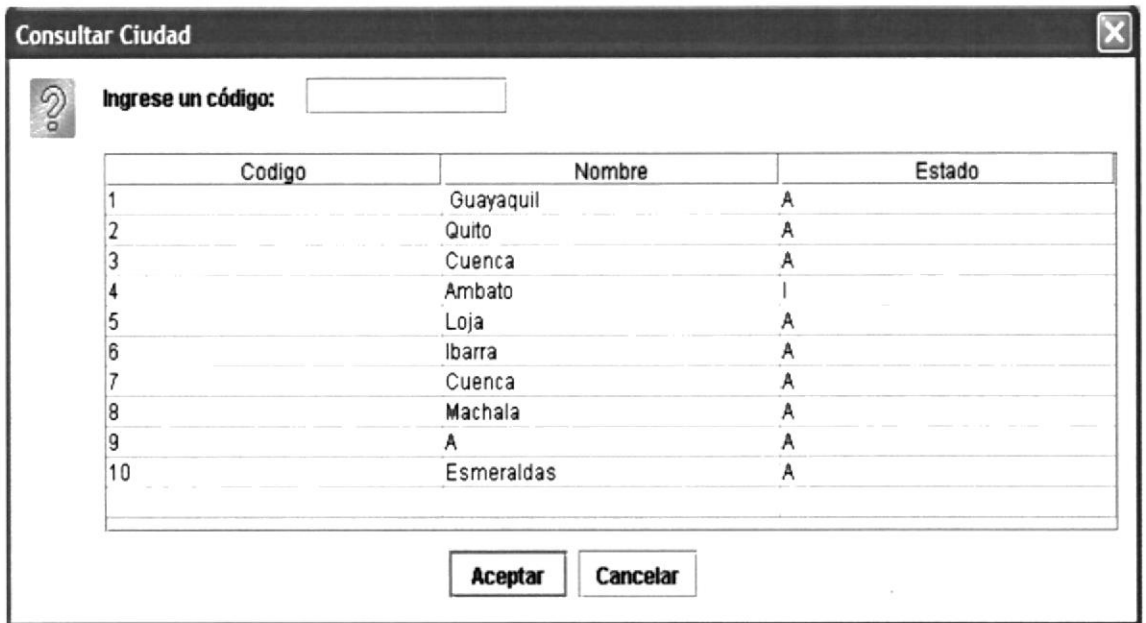 Consultar Ciudad
Ingrese un código:
Codigo Nombre Estado
1 Guayaquil A
2 Quito A
3 Cuenca A
4 Ambato I
5 Loja A
6 Ibarra A
7 Cuenca A
8 Machala A
9 A A
10 Esmeraldas A
Aceptar Cancelar